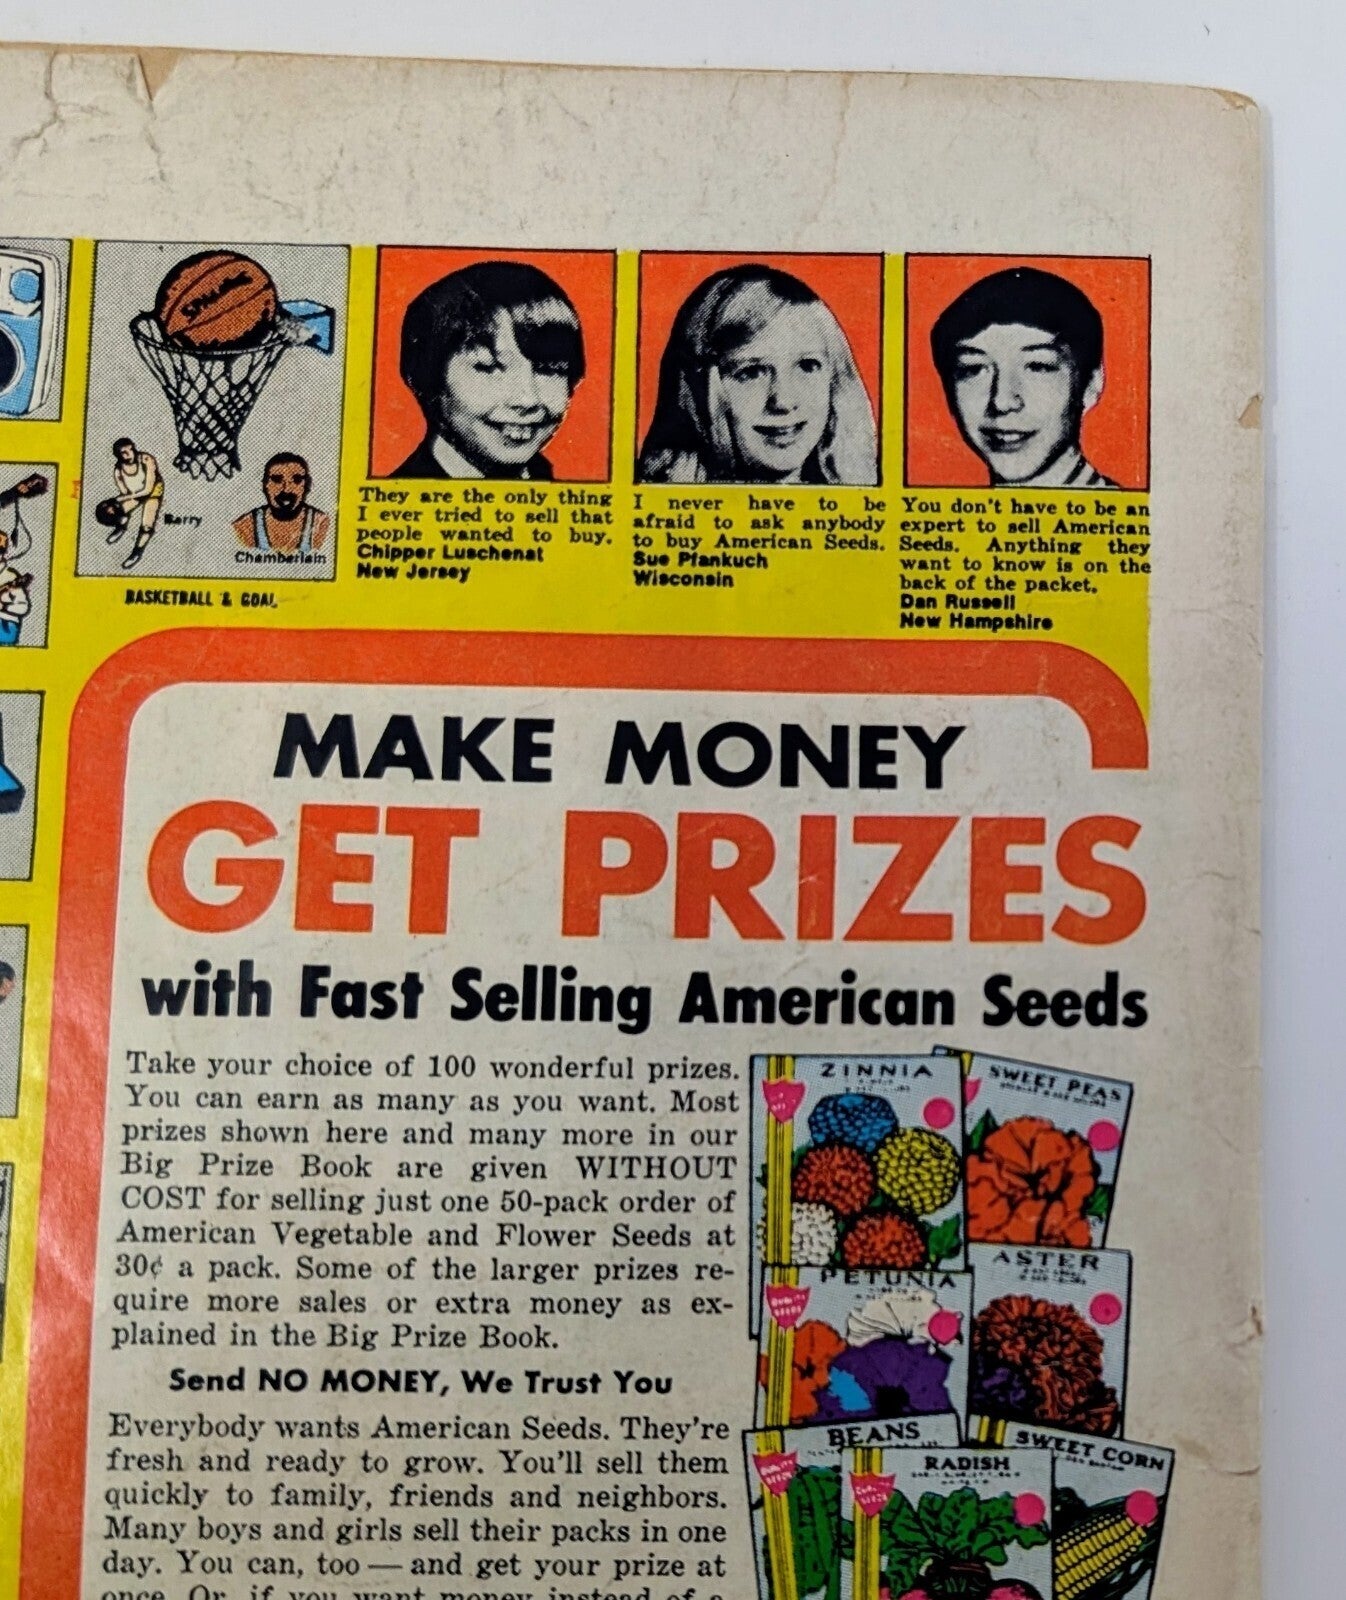 SPALDING
Barry
Chamberlain
BASKETBALL & GOAL
They are the only thing
I ever tried to sell that
people wanted to buy.
Chipper Luschenat
New Jersey
I never have to be
afraid to ask anybody
to buy American Seeds.
Sue Pfankuch
Wisconsin
You don't have to be an
expert to sell American
Seeds. Anything they
want to know is on the
back of the packet.
Dan Russell
New Hampshire
MAKE MONEY
GET PRIZES
with Fast Selling American Seeds
Take your choice of 100 wonderful prizes.
You can earn as many as you want. Most
prizes shown here and many more in our
Big Prize Book are given WITHOUT
COST for selling just one 50-pack order of
American Vegetable and Flower Seeds at
30¢ a pack. Some of the larger prizes re-
quire more sales or extra money as ex-
plained in the Big Prize Book.
Send NO MONEY, We Trust You
Everybody wants American Seeds. They're
fresh and ready to grow. You'll sell them
quickly to family, friends and neighbors.
Many boys and girls sell their packs in one
day. You can, too — and get your prize at
once. Or, if you want money instead of a
ZINNIA
SWEET PEAS
PETUNIA
ASTER
BEANS
RADISH
SWEET CORN